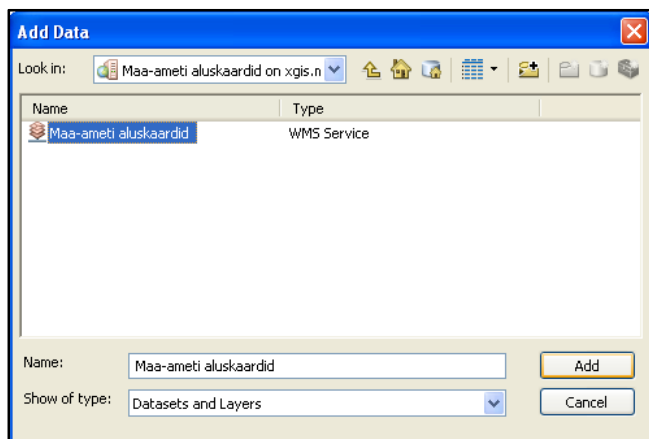 Add Data
Look in: Maa-ameti aluskaardid on xgis.n
Name Type
Maa-ameti aluskaardid WMS Service
Name: Maa-ameti aluskaardid Add
Show of type: Datasets and Layers Cancel